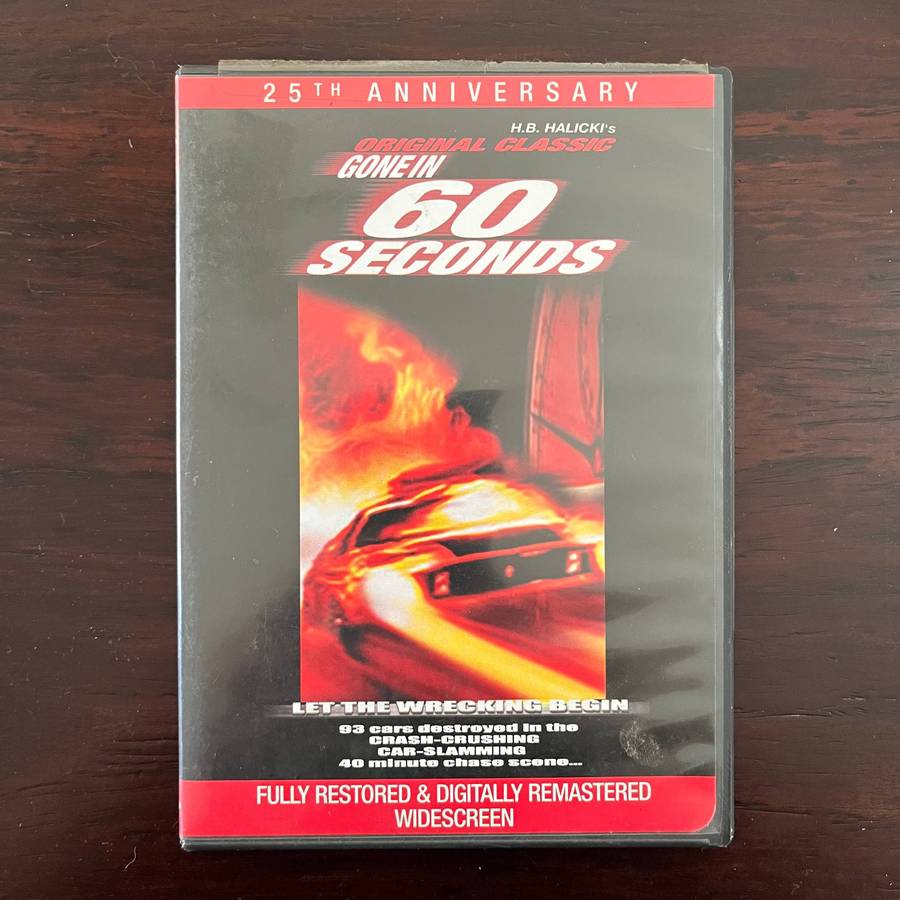 25TH ANNIVERSARY
H.B. HALICKI's
ORIGINAL CLASSIC
GONE IN
60
SECONDS
LET THE WRECKING BEGIN
93 cars destroyed in the
CRASH-CRUSHING
CAR-SLAMMING
40 minute chase scene...
FULLY RESTORED & DIGITALLY REMASTERED
WIDESCREEN